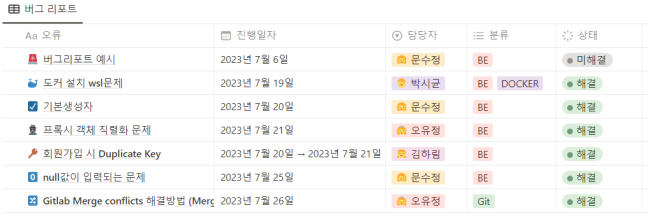 버그 리포트
Aa 오류 진행일자 담당자 분류 상태
버그리포트 예시 2023년 7월 6일 문수정 BE 미해결
도커 설치 wsl문제 2023년 7월 19일 박시균 BE DOCKER 해결
기본생성자 2023년 7월 20일 문수정 BE 해결
프록시 객체 직렬화 문제 2023년 7월 21일 오유정 BE 해결
회원가입 시 Duplicate Key 2023년 7월 20일 → 2023년 7월 21일 김하림 BE 해결
0 null값이 입력되는 문제 2023년 7월 25일 문수정 BE 해결
Gitlab Merge conflicts 해결방법 (Merg 2023년 7월 26일 오유정 Git 해결